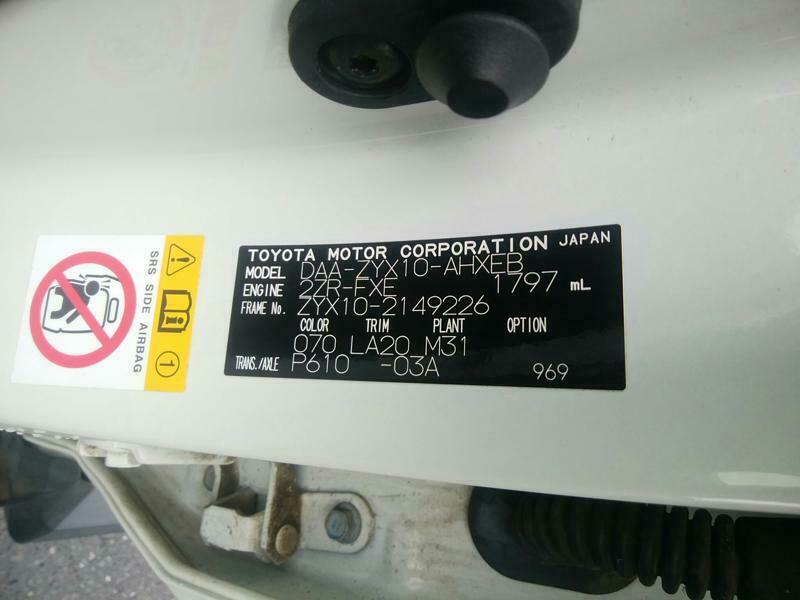 SRS SIDE AIRBAG
1
TOYOTA MOTOR CORPORATION JAPAN
MODEL DAA-ZYX10-AHXEB
ENGINE 2ZR-FXE 1797 mL
FRAME No. ZYX10-2149226
COLOR TRIM PLANT OPTION
070 LA20 M31
TRANS./AXLE P610 -03A 969